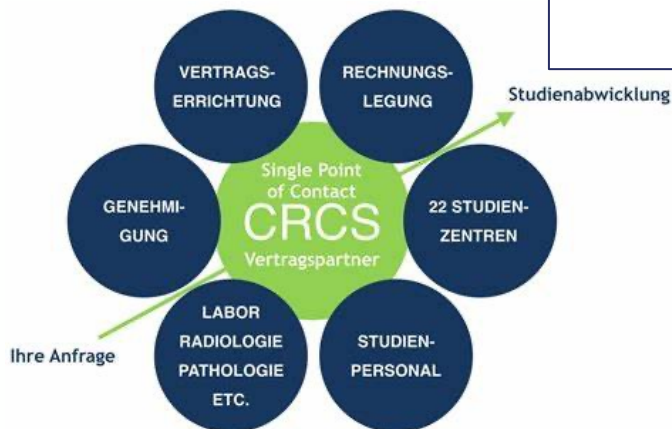 VERTRAGS-
ERRICHTUNG
RECHNUNGS-
LEGUNG
Studienabwicklung
GENEHMI-
GUNG
Single Point
of Contact
CRCS
Vertragspartner
22 STUDIEN-
ZENTREN
Ihre Anfrage
LABOR
RADIOLOGIE
PATHOLOGIE
ETC.
STUDIEN-
PERSONAL